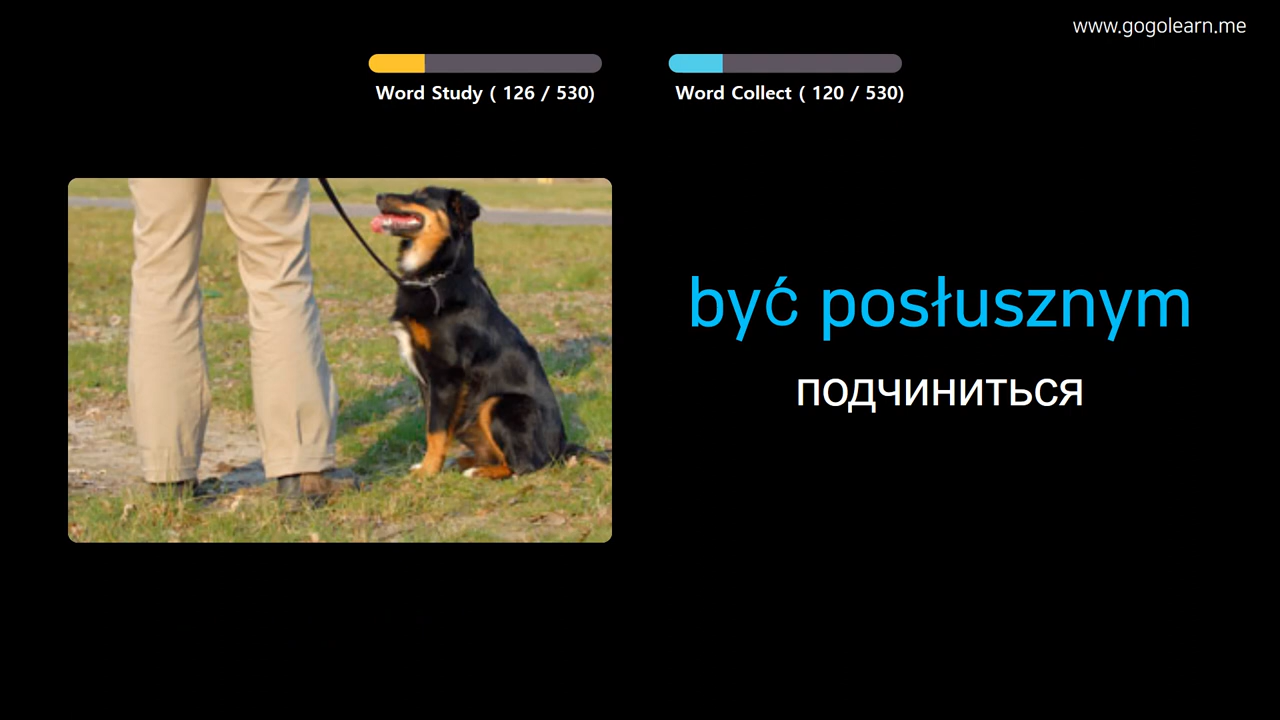 www.gogolearn.me
Word Study ( 126 / 530)
Word Collect ( 120 / 530)
być posłusznym
подчиниться